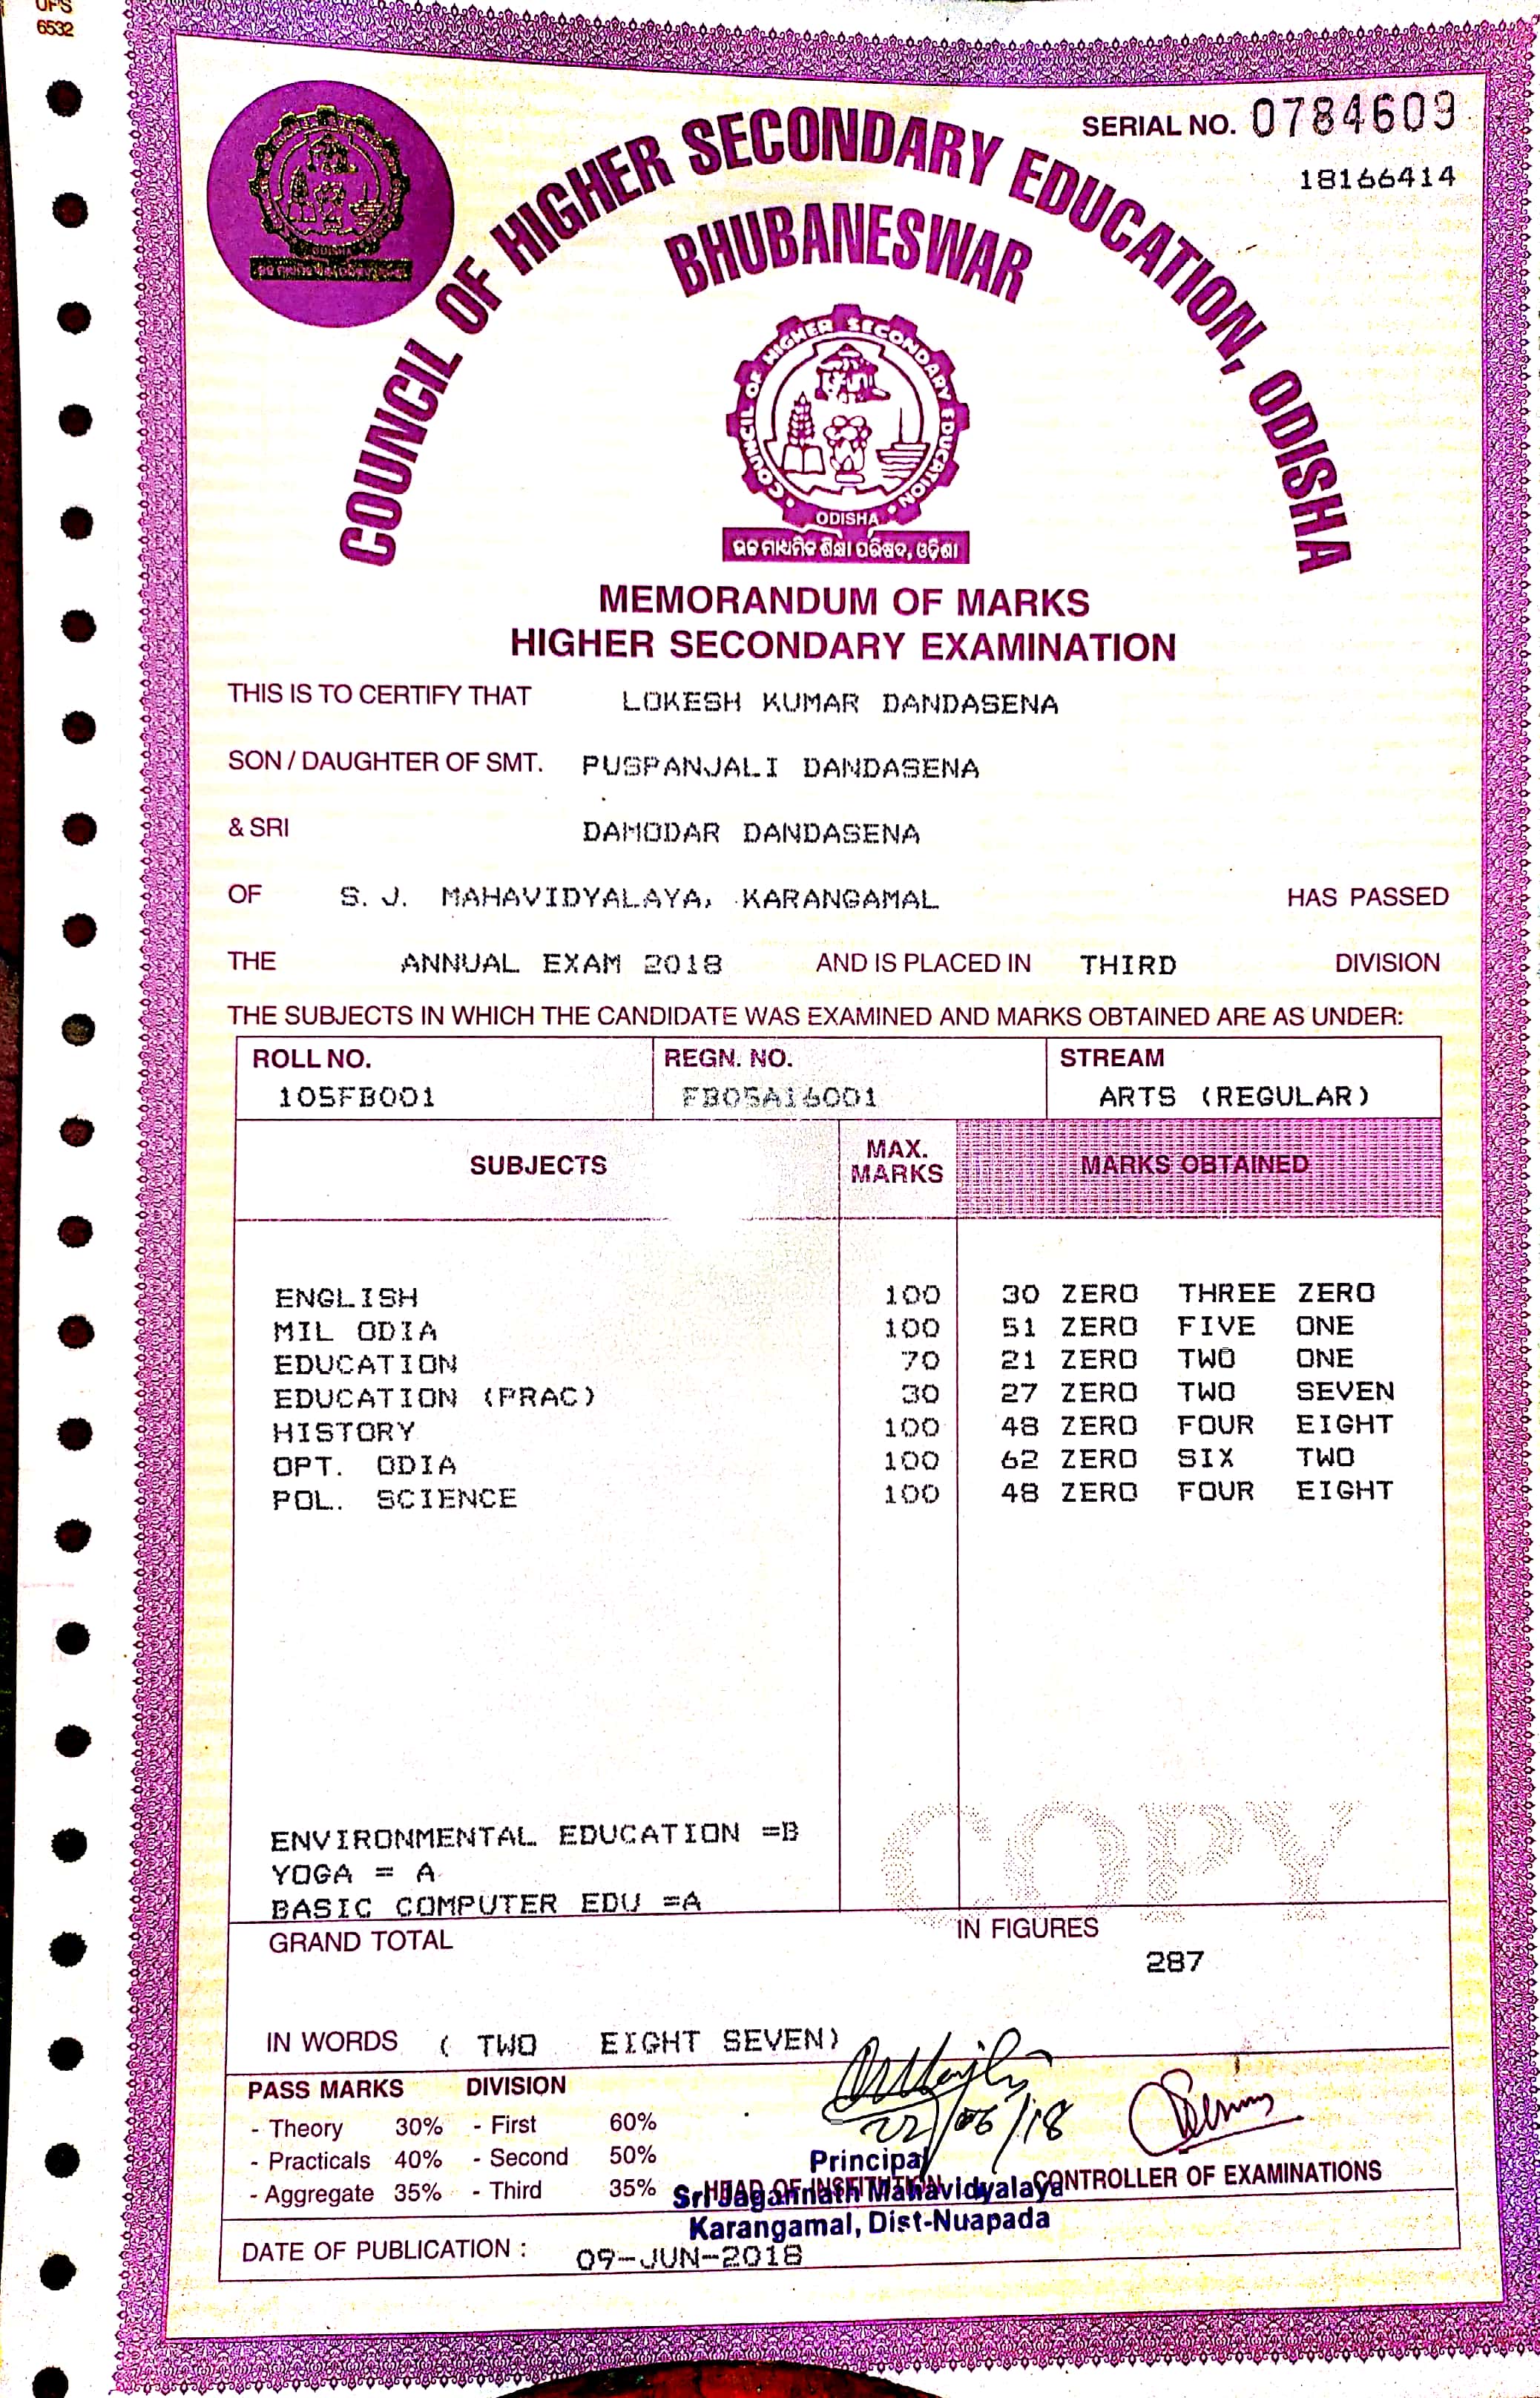 UFS
6532
SERIAL NO. 0784609
18166414
COUNCIL OF HIGHER SECONDARY EDUCATION, ODISHA
BHUBANESWAR
COUNCIL OF HIGHER SECONDARY EDUCATION
ODISHA
ଉଚ୍ଚ ମାଧ୍ୟମିକ ଶିକ୍ଷା ପରିଷଦ, ଓଡ଼ିଶା
MEMORANDUM OF MARKS
HIGHER SECONDARY EXAMINATION
THIS IS TO CERTIFY THAT LOKESH KUMAR DANDASENA
SON / DAUGHTER OF SMT. PUSPANJALI DANDASENA
& SRI DAMODAR DANDASENA
OF S. J. MAHAVIDYALAYA, KARANGAMAL HAS PASSED
THE ANNUAL EXAM 2018 AND IS PLACED IN THIRD DIVISION
THE SUBJECTS IN WHICH THE CANDIDATE WAS EXAMINED AND MARKS OBTAINED ARE AS UNDER:
ROLL NO. REGN. NO. STREAM
105FB001 FB05A16001 ARTS (REGULAR)
SUBJECTS MAX. MARKS MARKS OBTAINED
ENGLISH 100 30 ZERO THREE ZERO
MIL ODIA 100 51 ZERO FIVE ONE
EDUCATION 70 21 ZERO TWO ONE
EDUCATION (PRAC) 30 27 ZERO TWO SEVEN
HISTORY 100 48 ZERO FOUR EIGHT
OPT. ODIA 100 62 ZERO SIX TWO
POL. SCIENCE 100 48 ZERO FOUR EIGHT
COPY
ENVIRONMENTAL EDUCATION =B
YOGA = A
BASIC COMPUTER EDU =A
GRAND TOTAL IN FIGURES
287
IN WORDS ( TWO EIGHT SEVEN)
PASS MARKS DIVISION
- Theory 30% - First 60%
- Practicals 40% - Second 50%
- Aggregate 35% - Third 35%
22/06/18
Principal
HEAD OF INSTITUTION CONTROLLER OF EXAMINATIONS
Sri Jagannath Mahavidyalaya
Karangamal, Dist-Nuapada
DATE OF PUBLICATION : 09-JUN-2018